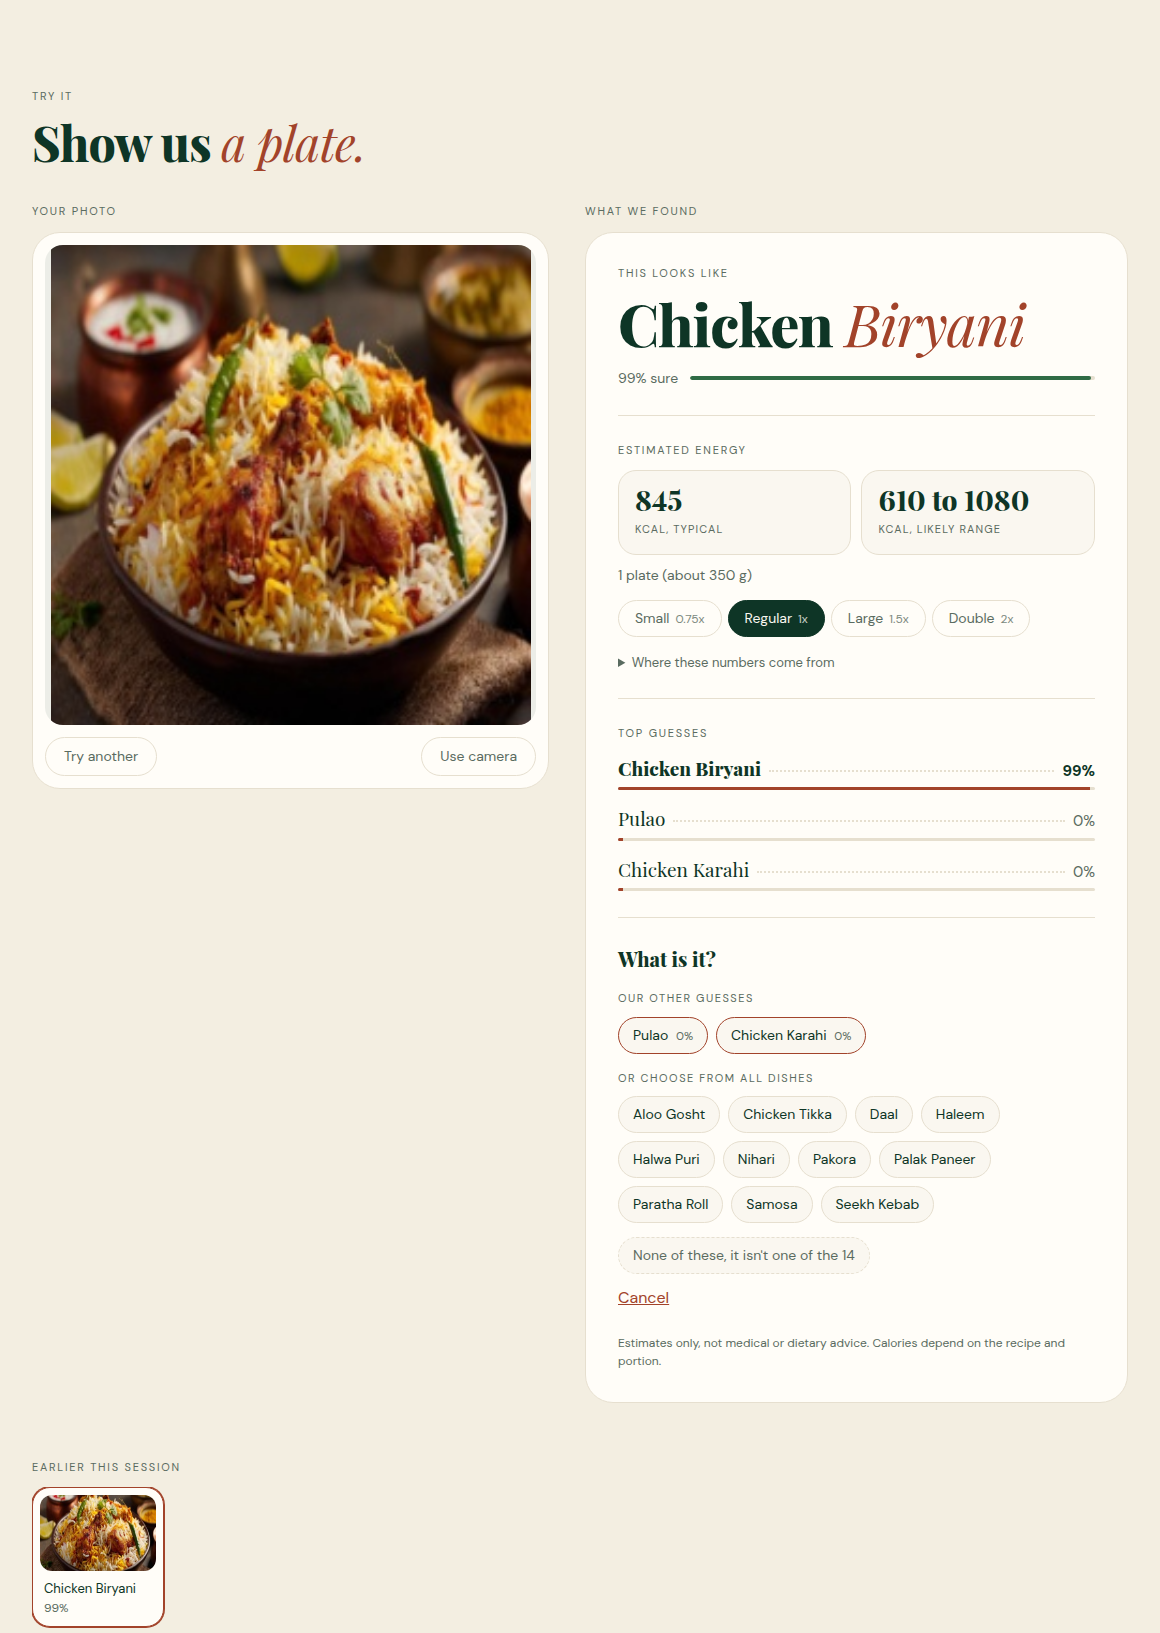 TRY IT
Show us a plate.
YOUR PHOTO
Try another
Use camera
WHAT WE FOUND
THIS LOOKS LIKE
Chicken Biryani
99% sure
ESTIMATED ENERGY
845
KCAL, TYPICAL
610 to 1080
KCAL, LIKELY RANGE
1 plate (about 350 g)
Small 0.75x
Regular 1x
Large 1.5x
Double 2x
Where these numbers come from
TOP GUESSES
Chicken Biryani 99%
Pulao 0%
Chicken Karahi 0%
What is it?
OUR OTHER GUESSES
Pulao 0%
Chicken Karahi 0%
OR CHOOSE FROM ALL DISHES
Aloo Gosht
Chicken Tikka
Daal
Haleem
Halwa Puri
Nihari
Pakora
Palak Paneer
Paratha Roll
Samosa
Seekh Kebab
None of these, it isn't one of the 14
Cancel
Estimates only, not medical or dietary advice. Calories depend on the recipe and
portion.
EARLIER THIS SESSION
Chicken Biryani
99%